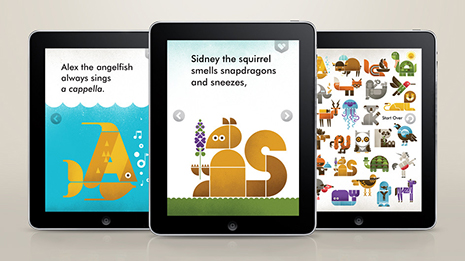 Alex the angelfish
always sings
a cappella.
Sidney the squirrel
smells snapdragons
and sneezes,
Start Over